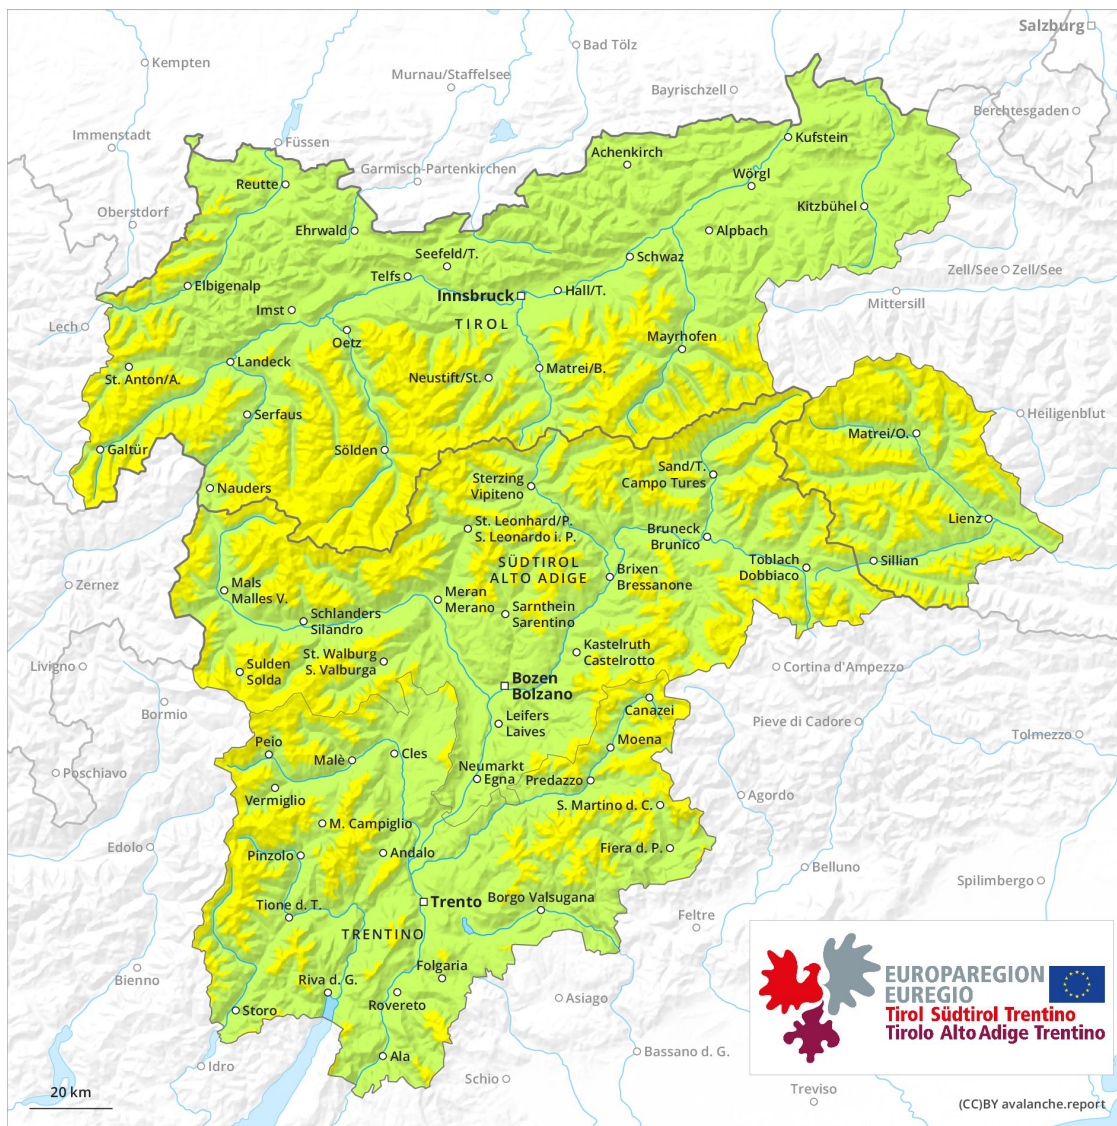 Salzburg
Bad Tölz
Kempten
Murnau/Staffelsee
Bayrischzell
Berchtesgaden
Immenstadt
Füssen
Kufstein
Achenkirch
Garmisch-Partenkirchen
Wörgl
Reutte
Oberstdorf
Kitzbühel
Ehrwald
Alpbach
Seefeld/T.
Schwaz
Telfs
Zell/See
Zell/See
Elbigenalp
Innsbruck
Hall/T.
Mittersill
Imst
Lech
TIROL
Oetz
Mayrhofen
Landeck
St. Anton/A.
Neustift/St.
Matrei/B.
Serfaus
Heiligenblut
Matrei/O.
Galtür
Sölden
Sand/T.
Campo Tures
Sterzing
Vipiteno
Nauders
Lienz
St. Leonhard/P.
S. Leonardo i. P.
Bruneck
Brunico
SÜDTIROL
ALTO ADIGE
Toblach
Dobbiaco
Sillian
Brixen
Bressanone
Zernez
Mals
Malles V.
Meran
Merano
Sarnthein
Sarentino
Schlanders
Silandro
Kastelruth
Castelrotto
St. Walburg
S. Valburga
Livigno
Sulden
Solda
Cortina d'Ampezzo
Bozen
Bolzano
Bormio
Canazei
Leifers
Laives
Pieve di Cadore
Tolmezzo
Peio
Moena
Cles
Malè
Poschiavo
Neumarkt
Egna
Predazzo
Vermiglio
Agordo
S. Martino d. C.
M. Campiglio
Edolo
Pinzolo
Andalo
Fiera d. P.
Belluno
Spilimbergo
Trento
Borgo Valsugana
Tione d. T.
Feltre
TRENTINO
Folgaria
Bienno
Riva d. G.
Rovereto
Asiago
Storo
EUROPAREGION
EUREGIO
Tirol Südtirol Trentino
Tirolo Alto Adige Trentino
Ala
Bassano d. G.
Idro
Schio
20 km
Treviso
(CC)BY avalanche.report